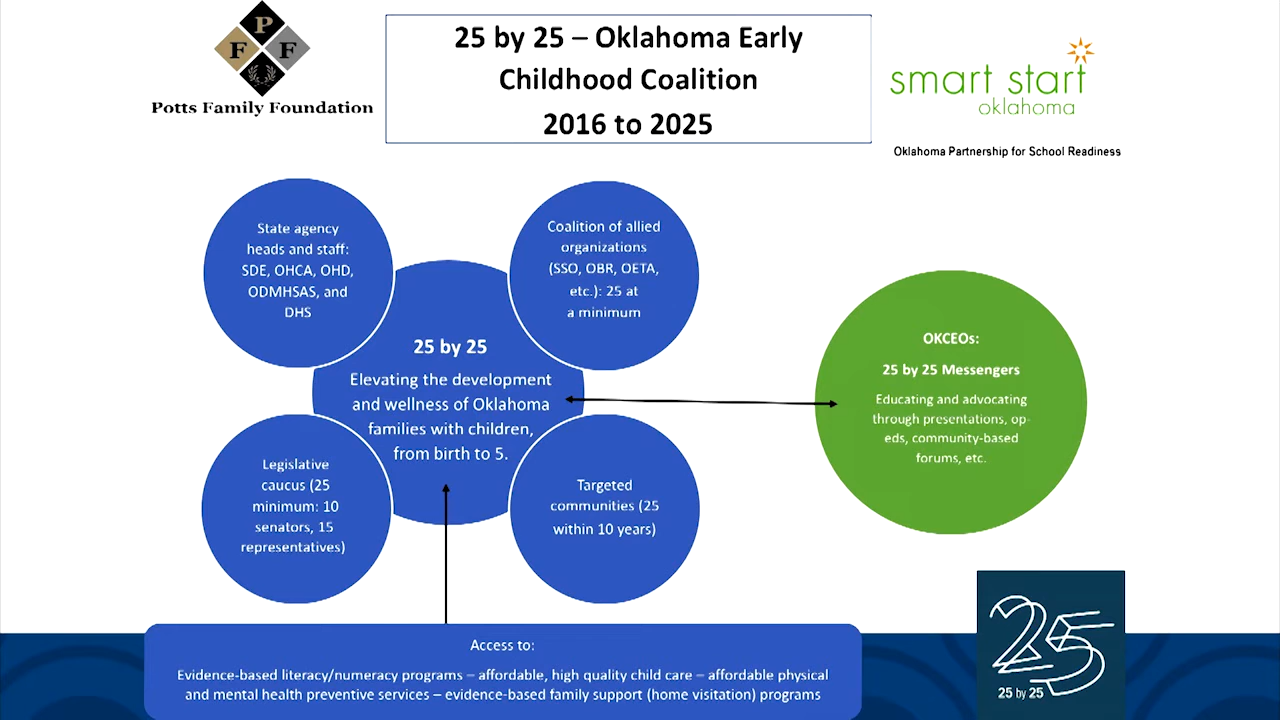 P
F F
Potts Family Foundation
25 by 25 – Oklahoma Early
Childhood Coalition
2016 to 2025
smart start
oklahoma
Oklahoma Partnership for School Readiness
State agency
heads and staff:
SDE, OHCA, OHD,
ODMHSAS, and
DHS
Coalition of allied
organizations
(SSO, OBR, OETA,
etc.): 25 at
a minimum
25 by 25
Elevating the development
and wellness of Oklahoma
families with children,
from birth to 5.
Legislative
caucus (25
minimum: 10
senators, 15
representatives)
Targeted
communities (25
within 10 years)
OKCEOs:
25 by 25 Messengers
Educating and advocating
through presentations, op-
eds, community-based
forums, etc.
Access to:
Evidence-based literacy/numeracy programs – affordable, high quality child care – affordable physical
and mental health preventive services – evidence-based family support (home visitation) programs
25
25 by 25